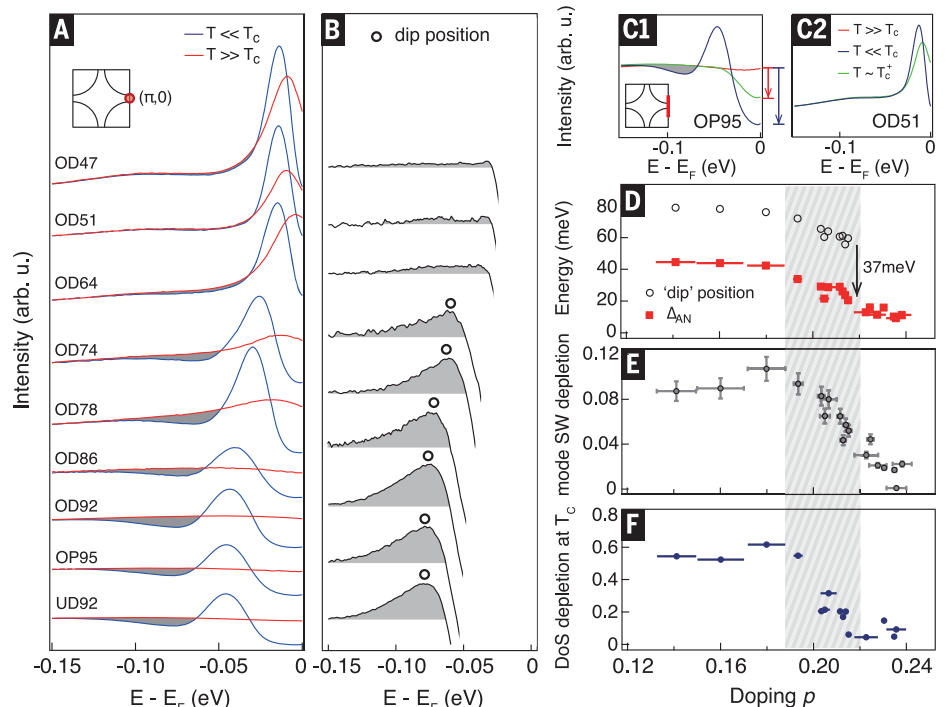 A
T << Tc
T >> Tc
(π,0)
OD47
OD51
OD64
OD74
OD78
OD86
OD92
OP95
UD92
Intensity (arb. u.)
-0.15
-0.10
-0.05
0
E - EF (eV)
B
dip position
-0.15
-0.10
-0.05
0
E - EF (eV)
C1
Intensity (arb. u.)
OP95
-0.1
0
E - EF (eV)
C2
T >> Tc
T << Tc
T ~ Tc+
OD51
-0.1
0
E - EF (eV)
D
Energy (meV)
80
60
40
20
0
37meV
'dip' position
ΔAN
E
mode SW depletion
0.12
0.08
0.04
0
F
DoS depletion at Tc
0.6
0.4
0.2
0
0.12
0.16
0.20
0.24
Doping p